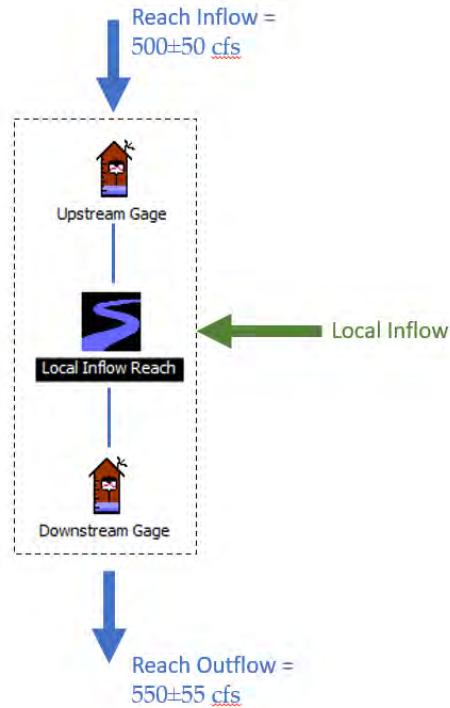 Reach Inflow =
500±50 cfs
Upstream Gage
Local Inflow Reach
Local Inflow
Downstream Gage
Reach Outflow =
550±55 cfs